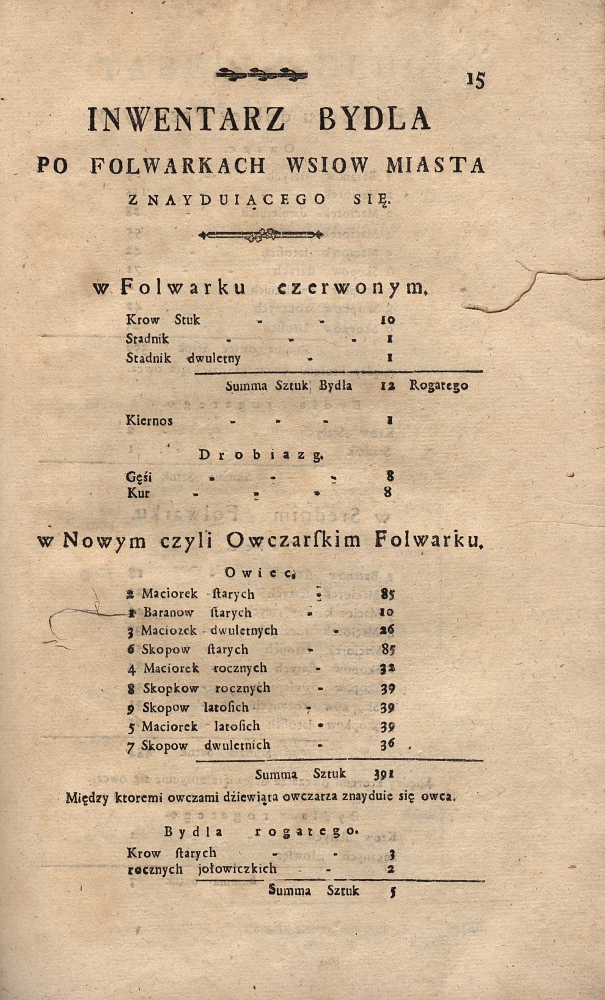 15
INWENTARZ BYDLA
PO FOLWARKACH WSIOW MIASTA
ZNAYDUIĄCEGO SIĘ.
w Folwarku czerwonym.
Krow Stuk - - 10
Stadnik - - - 1
Stadnik dwuletny - 1
Summa Sztuk Bydla 12 Rogatego
Kiernos - - - 1
Drobiazg.
Gęśi - - - 8
Kur - - - 8
w Nowym czyli Owczarſkim Folwarku.
Owiec.
2 Maciorek ſtarych - 85
1 Baranow ſtarych - 10
3 Maciozek dwuletnych - 26
6 Skopow ſtarych - 85
4 Maciorek rocznych - 32
8 Skopkow rocznych - 39
9 Skopow latoſich - 39
5 Maciorek latoſich - 39
7 Skopow dwuletnich - 36
Summa Sztuk 391
Między ktoremi owczami dźiewiąta owczarza znayduie się owca.
Bydla rogatego.
Krow ſtarych - - 3
rocznych jołowiczkich - 2
Summa Sztuk 5